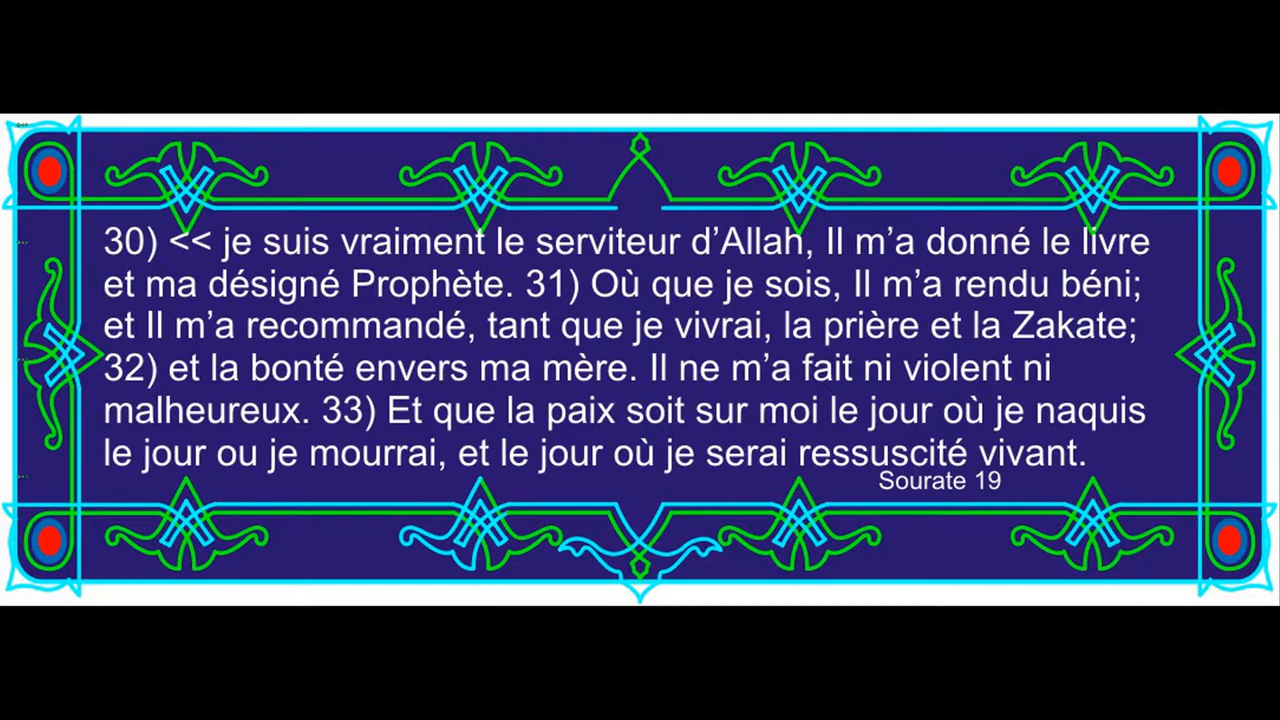 30) << je suis vraiment le serviteur d’Allah, Il m’a donné le livre
et ma désigné Prophète. 31) Où que je sois, Il m’a rendu béni;
et Il m’a recommandé, tant que je vivrai, la prière et la Zakate;
32) et la bonté envers ma mère. Il ne m’a fait ni violent ni
malheureux. 33) Et que la paix soit sur moi le jour où je naquis
le jour ou je mourrai, et le jour où je serai ressuscité vivant.
Sourate 19